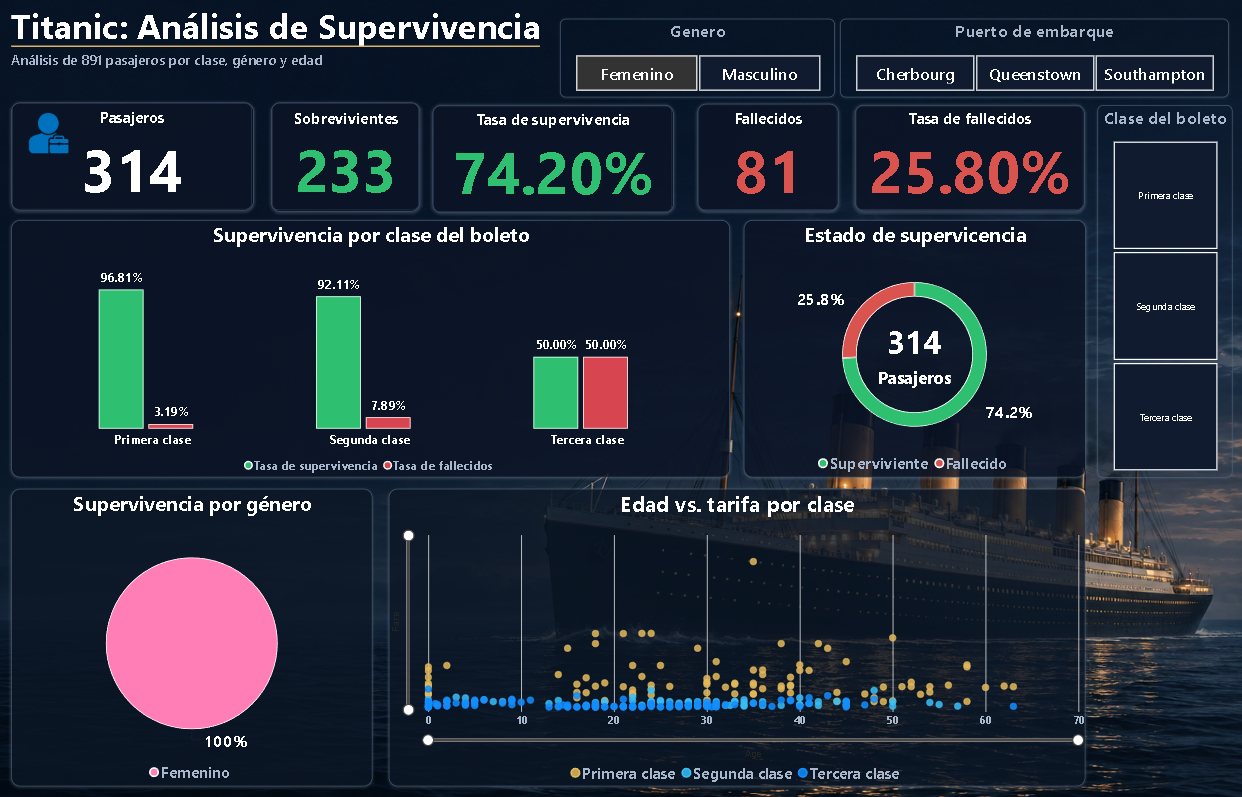 Titanic: Análisis de Supervivencia
Análisis de 891 pasajeros por clase, género y edad
Genero
Femenino
Masculino
Puerto de embarque
Cherbourg
Queenstown
Southampton
Pasajeros
314
Sobrevivientes
233
Tasa de supervivencia
74.20%
Fallecidos
81
Tasa de fallecidos
25.80%
Clase del boleto
Primera clase
Segunda clase
Tercera clase
Supervivencia por clase del boleto
96.81%
3.19%
92.11%
7.89%
50.00%
50.00%
Primera clase
Segunda clase
Tercera clase
Tasa de supervivencia
Tasa de fallecidos
Estado de supervicencia
25.8%
314
Pasajeros
74.2%
Superviviente
Fallecido
Supervivencia por género
100%
Femenino
Edad vs. tarifa por clase
Fare
0 10 20 30 40 50 60 70
Age
Primera clase
Segunda clase
Tercera clase